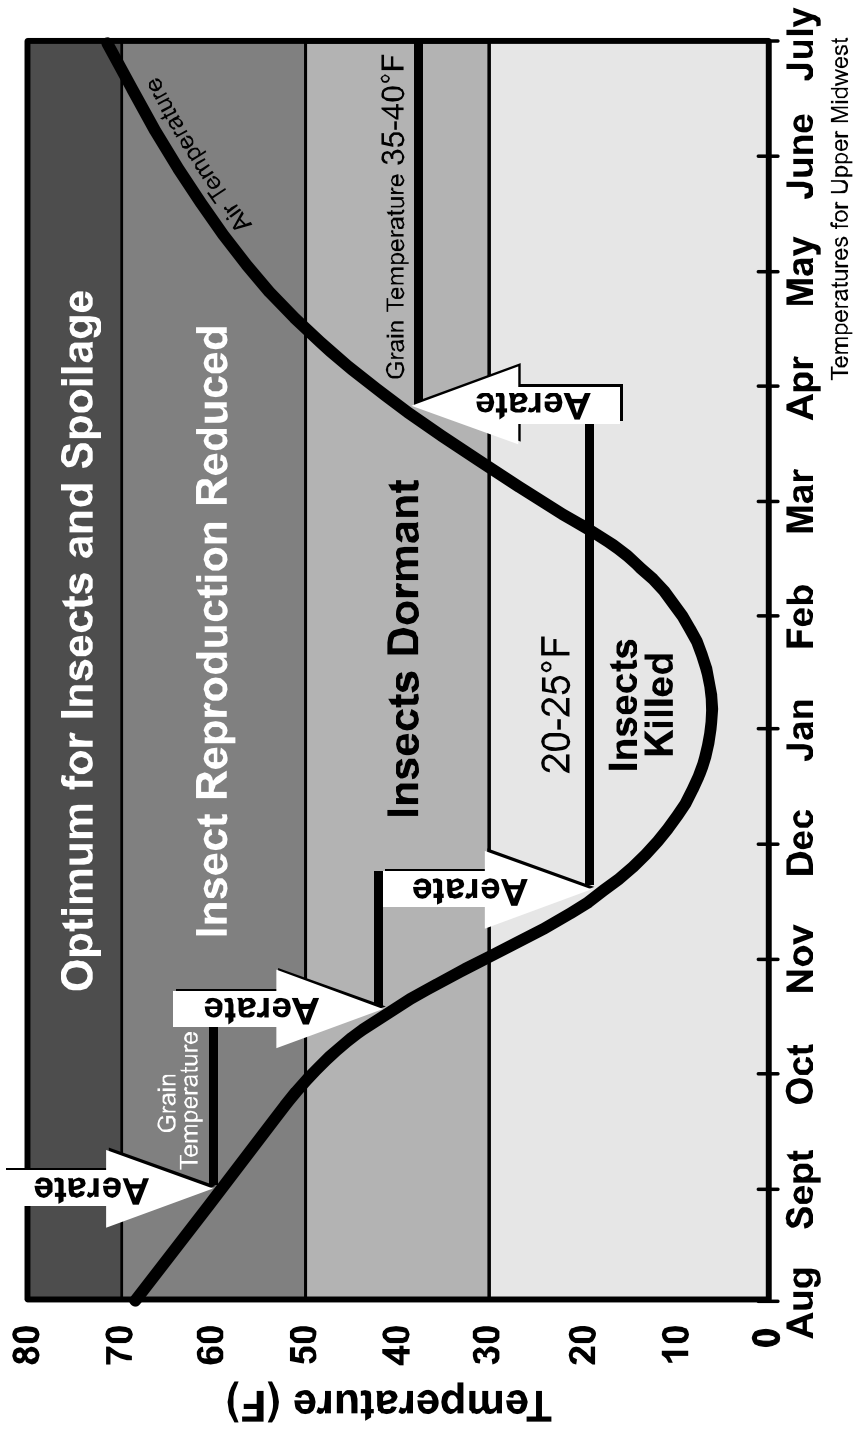 Temperature (F)
80
70
60
50
40
30
20
10
0
Optimum for Insects and Spoilage
Insect Reproduction Reduced
Insects Dormant
Insects
Killed
Aerate
Grain
Temperature
Aerate
Aerate
20-25°F
Aerate
Grain Temperature 35-40°F
Air Temperature
Aug Sept Oct Nov Dec Jan Feb Mar Apr May June July
Temperatures for Upper Midwest